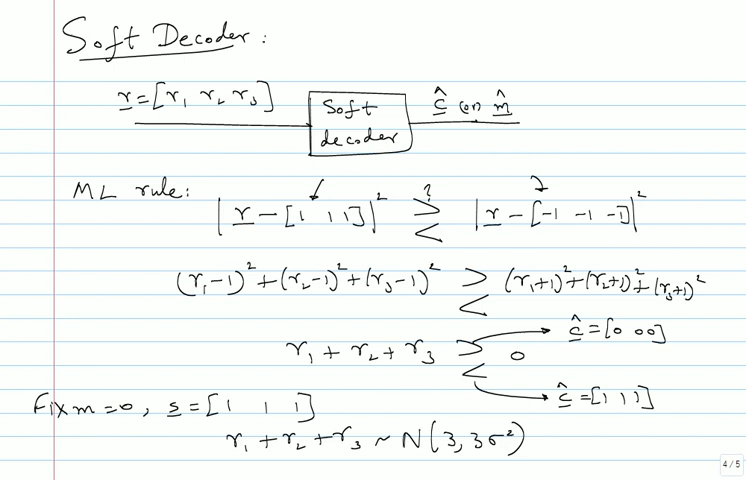 Soft Decoder:
r = [r₁ r₂ r₃]
Soft decoder
ĉ (or) m̂
ML rule: |r − [1 1 1]|² ≷? |r − [−1 −1 −1]|²
(r₁−1)² + (r₂−1)² + (r₃−1)² ≷ (r₁+1)² + (r₂+1)² + (r₃+1)²
r₁ + r₂ + r₃ ≷ 0
ĉ = [0 0 0]
ĉ = [1 1 1]
Fix m = 0, s = [1 1 1]
r₁ + r₂ + r₃ ~ N(3, 3σ²)
4 / 5